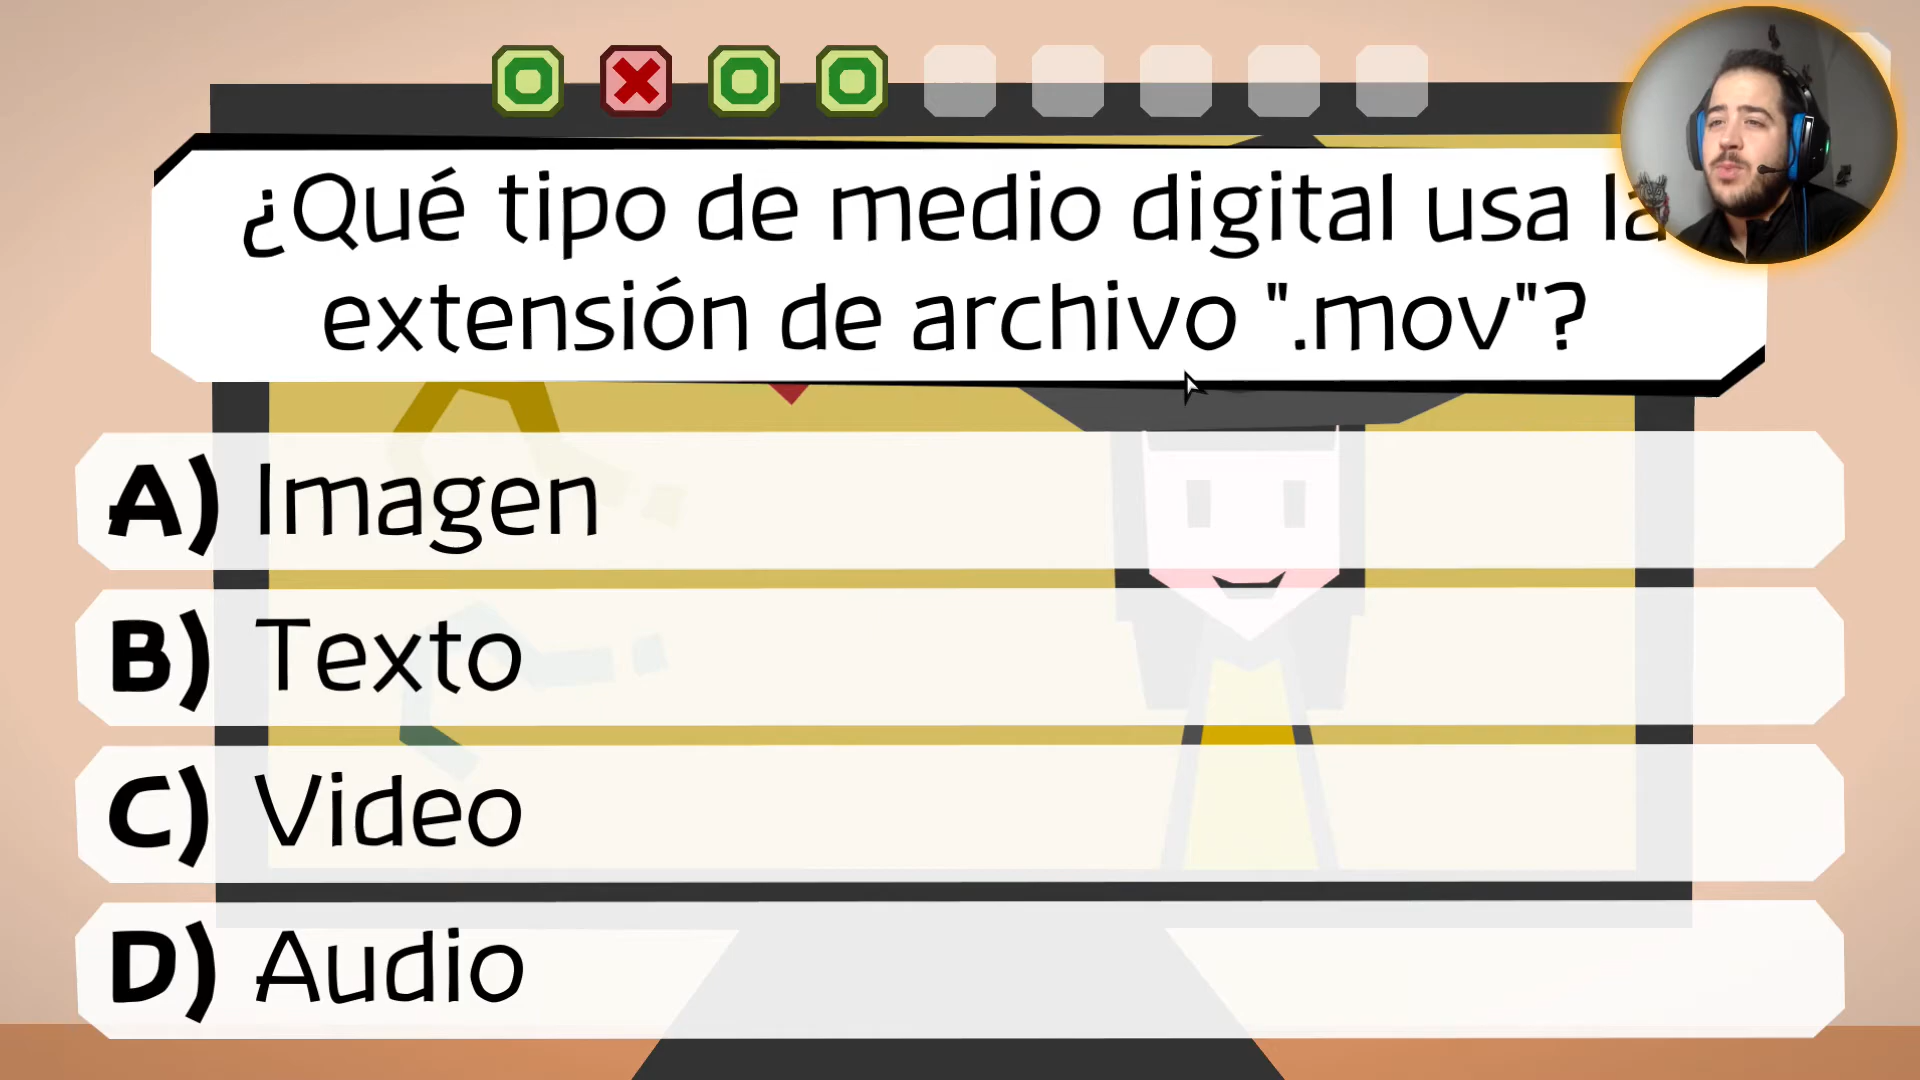 ¿Qué tipo de medio digital usa la
extensión de archivo ".mov"?
A) Imagen
B) Texto
C) Video
D) Audio